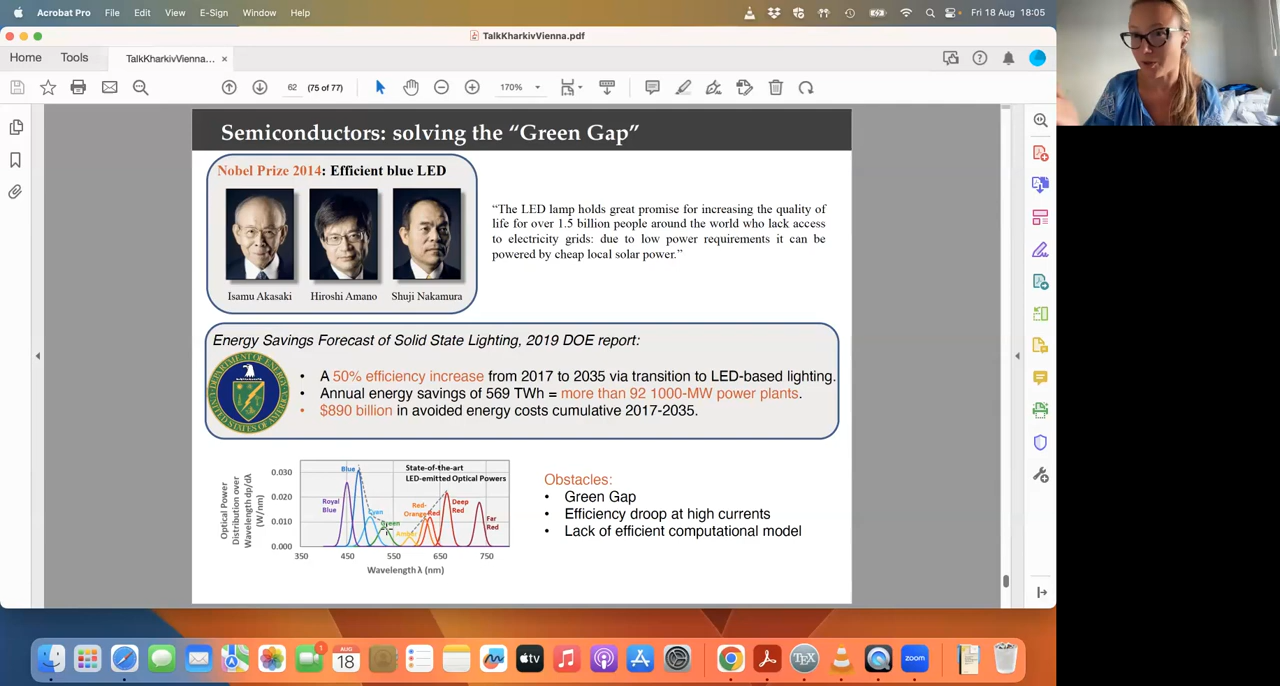 Acrobat Pro File Edit View E-Sign Window Help
Fri 18 Aug 18:05
TalkKharkivVienna.pdf
Home Tools TalkKharkivVienna... ×
62 (75 of 77) 170%
Semiconductors: solving the “Green Gap”
Nobel Prize 2014: Efficient blue LED
Isamu Akasaki Hiroshi Amano Shuji Nakamura
“The LED lamp holds great promise for increasing the quality of
life for over 1.5 billion people around the world who lack access
to electricity grids: due to low power requirements it can be
powered by cheap local solar power.”
Energy Savings Forecast of Solid State Lighting, 2019 DOE report:
• A 50% efficiency increase from 2017 to 2035 via transition to LED-based lighting.
• Annual energy savings of 569 TWh = more than 92 1000-MW power plants.
• $890 billion in avoided energy costs cumulative 2017-2035.
Optical Power
Distribution over
Wavelength dp/dλ
(W/nm)
0.030
0.020
0.010
0.000
350 450 550 650 750
Wavelength λ (nm)
State-of-the-art
LED-emitted Optical Powers
Royal
Blue
Blue
Cyan
Green
Amber
Red-
Orange
Red
Deep
Red
Far
Red
Obstacles:
• Green Gap
• Efficiency droop at high currents
• Lack of efficient computational model
AUG
18
1
tv
TEX
zoom